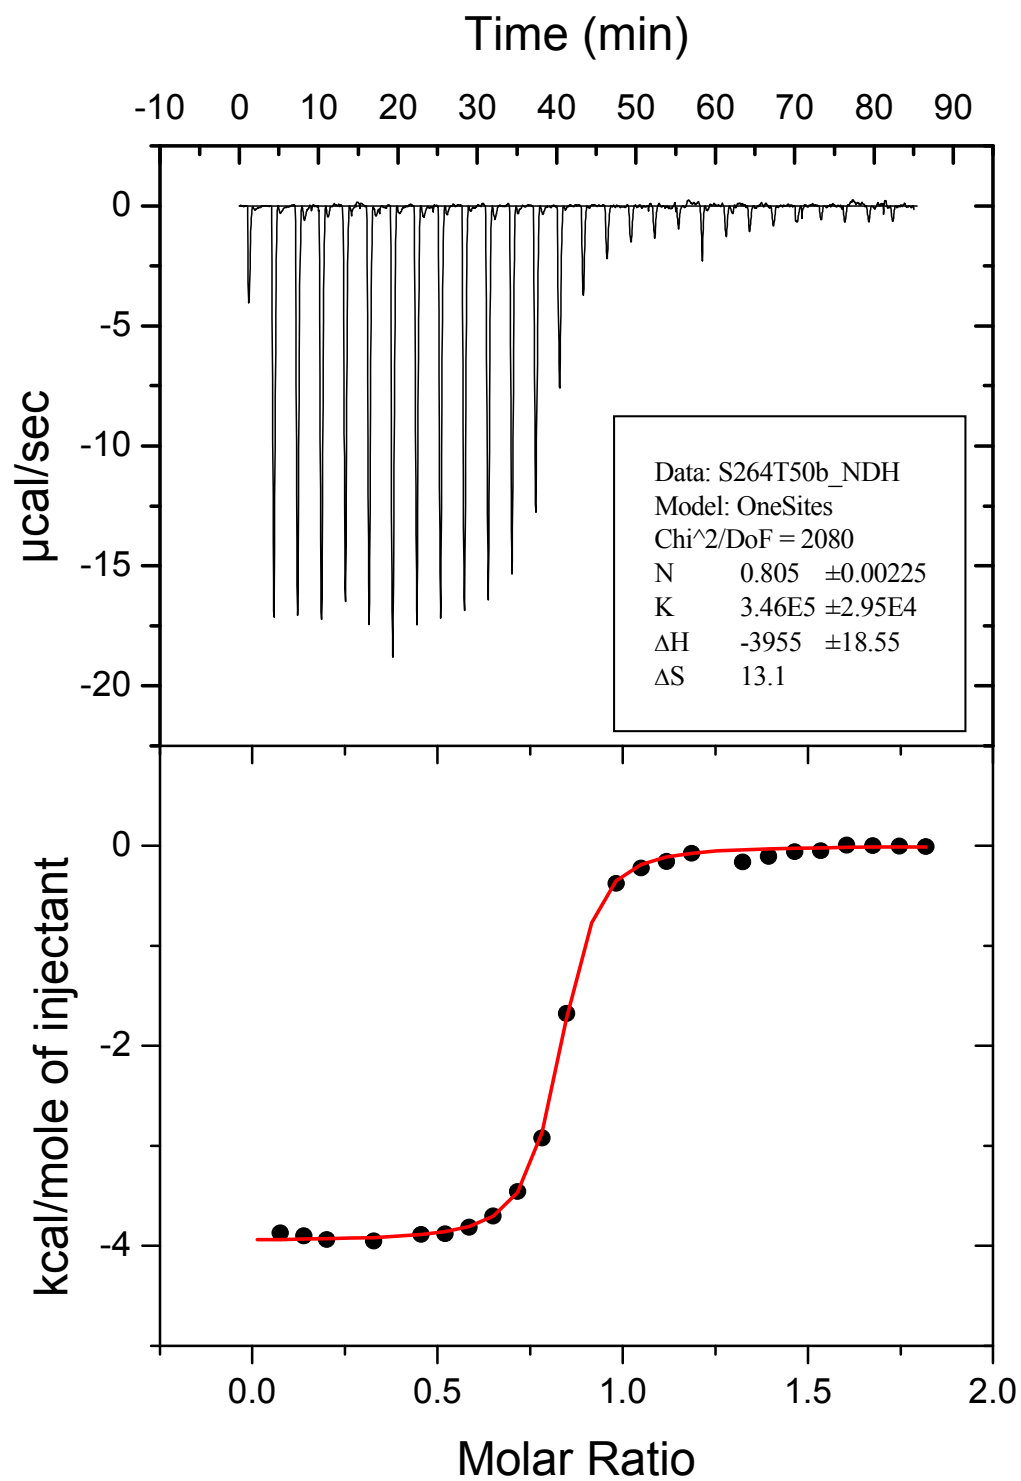 Time (min)
-10 0 10 20 30 40 50 60 70 80 90
0
-5
-10
-15
-20
µcal/sec
Data: S264T50b_NDH
Model: OneSites
Chi^2/DoF = 2080
N 0.805 ±0.00225
K 3.46E5 ±2.95E4
ΔH -3955 ±18.55
ΔS 13.1
0
-2
-4
kcal/mole of injectant
0.0 0.5 1.0 1.5 2.0
Molar Ratio